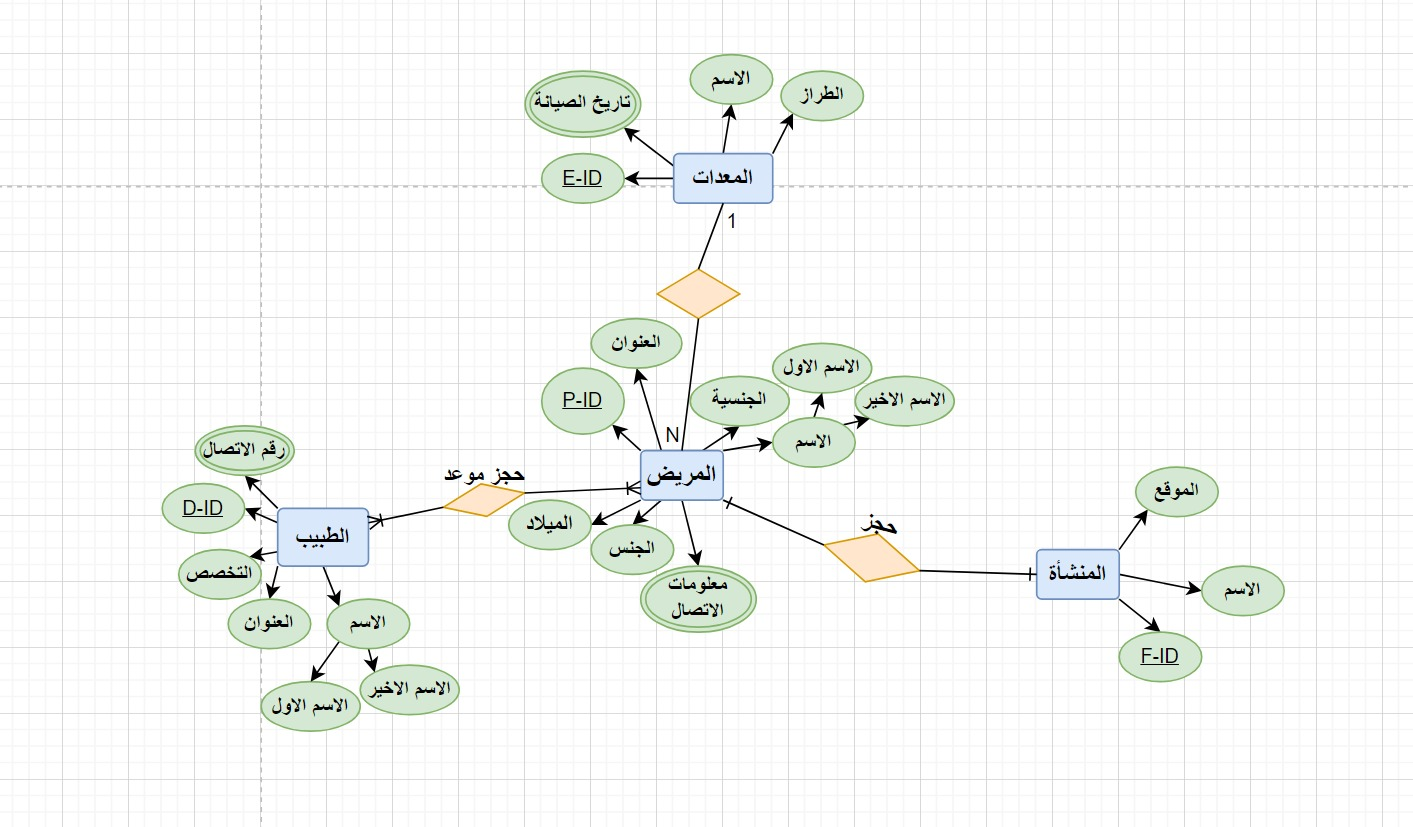 الاسم
الطراز
تاريخ الصيانة
E-ID
المعدات
1
العنوان
الاسم الاول
P-ID
الجنسية
الاسم الاخير
N
الاسم
رقم الاتصال
حجز موعد
المريض
D-ID
الموقع
الميلاد
حجز
الطبيب
الجنس
التخصص
المنشأة
معلومات
الاتصال
الاسم
العنوان
الاسم
F-ID
الاسم الاخير
الاسم الاول